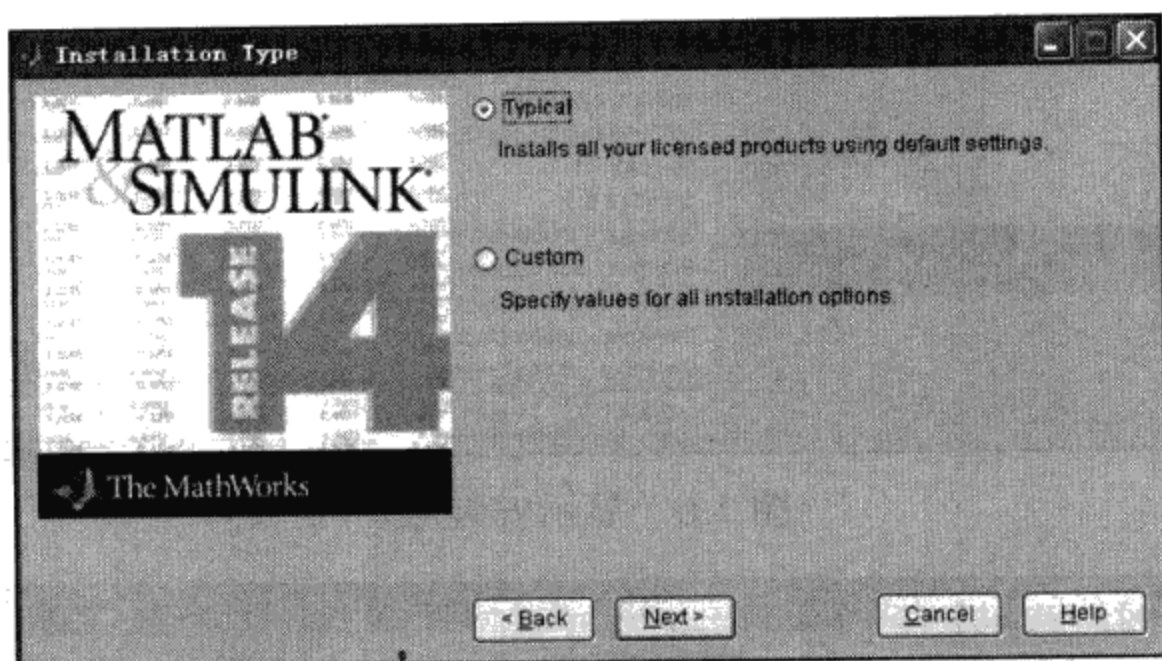 Installation Type
MATLAB
& SIMULINK
RELEASE
14
The MathWorks
Typical
Installs all your licensed products using default settings.
Custom
Specify values for all installation options
< Back
Next >
Cancel
Help